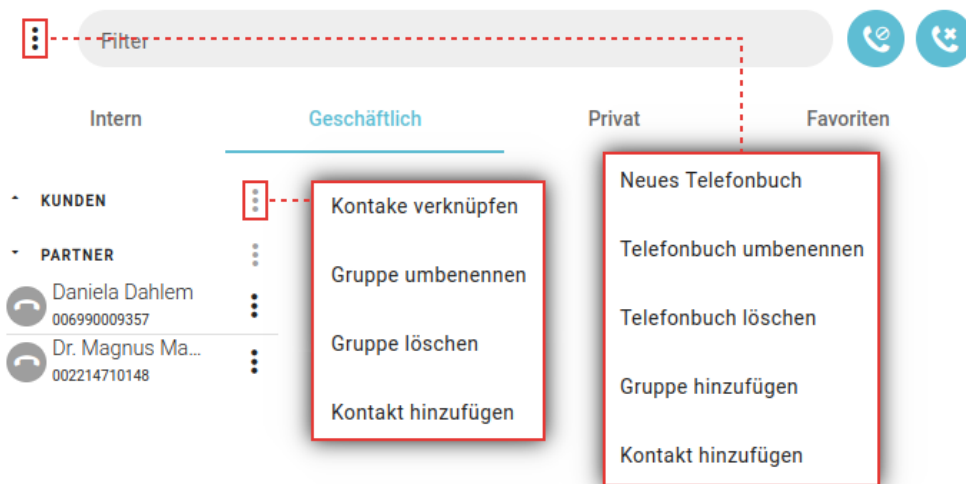 Filter
Intern
Geschäftlich
Privat
Favoriten
KUNDEN
PARTNER
Daniela Dahlem
006990009357
Dr. Magnus Ma...
002214710148
Kontake verknüpfen
Gruppe umbenennen
Gruppe löschen
Kontakt hinzufügen
Neues Telefonbuch
Telefonbuch umbenennen
Telefonbuch löschen
Gruppe hinzufügen
Kontakt hinzufügen